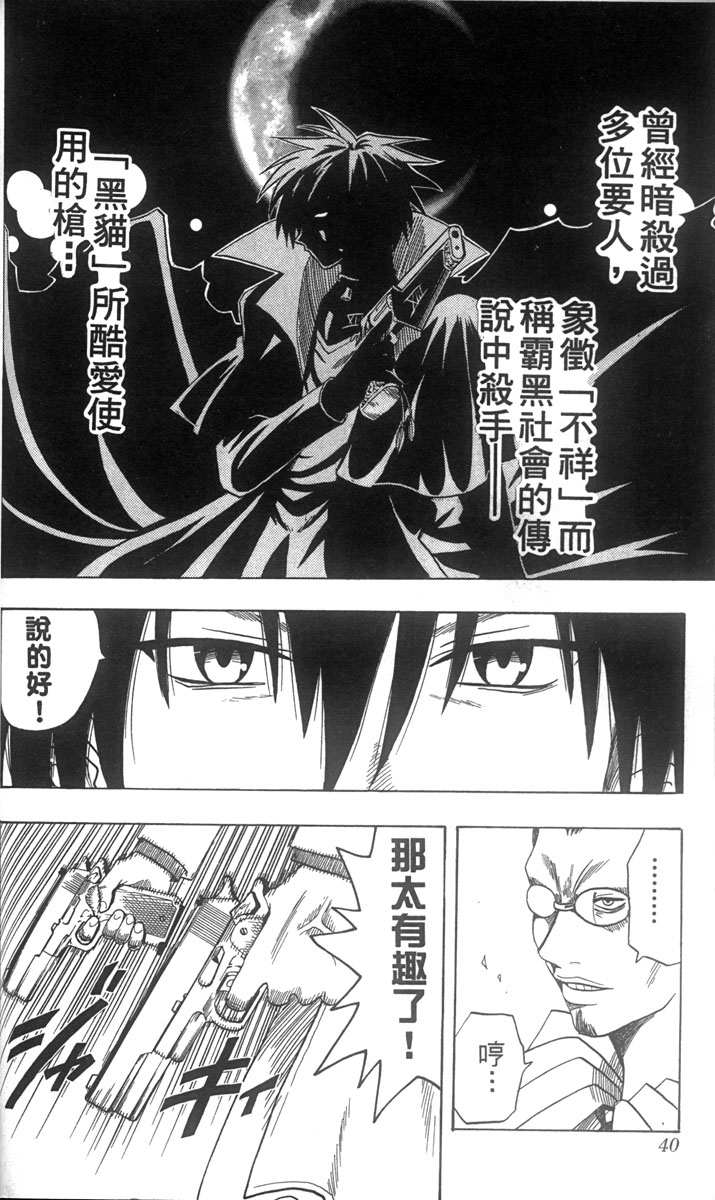 曾經暗殺過
多位要人，
象徵「不祥」而
稱霸黑社會的傳
說中殺手──
「黑貓」所酷愛使
用的槍…
XIII
說的好！
………
哼…
那太有趣了！
ジャ
キィ
40